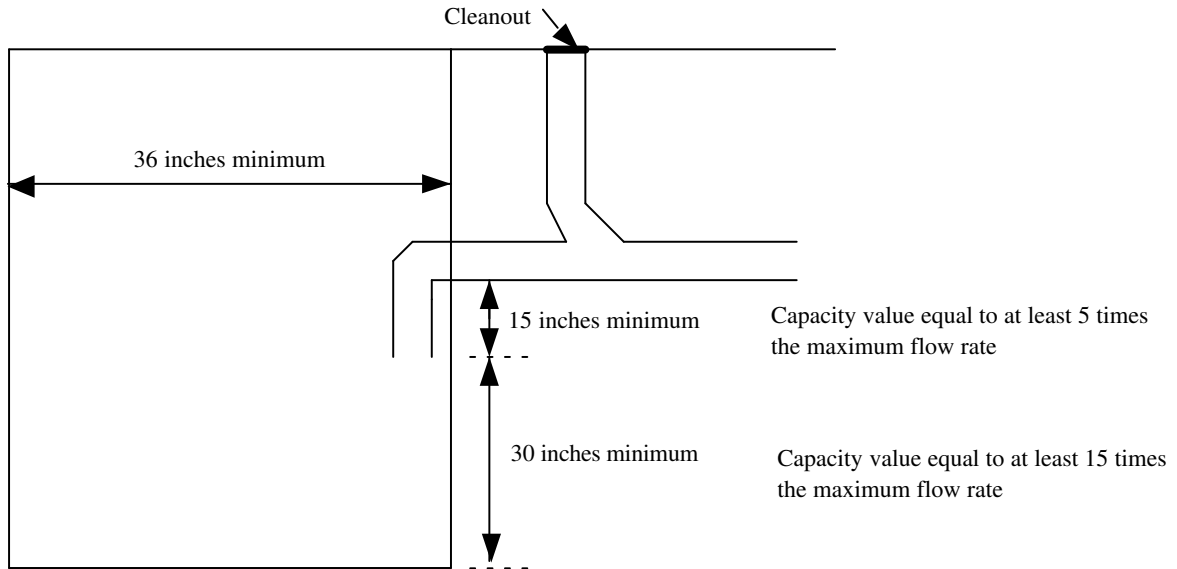 Cleanout
36 inches minimum
15 inches minimum
Capacity value equal to at least 5 times
the maximum flow rate
30 inches minimum
Capacity value equal to at least 15 times
the maximum flow rate